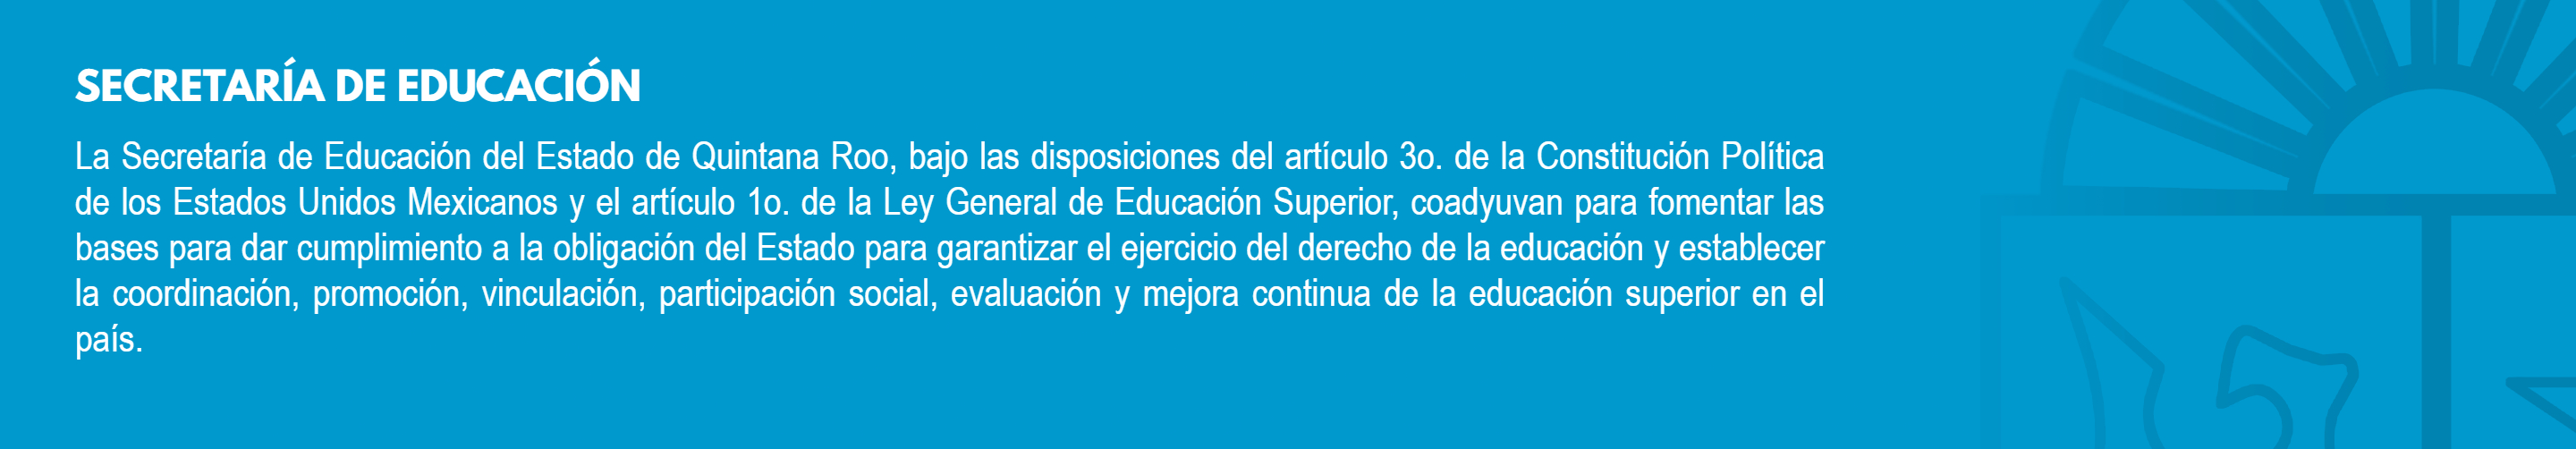 SECRETARÍA DE EDUCACIÓN
La Secretaría de Educación del Estado de Quintana Roo, bajo las disposiciones del artículo 3o. de la Constitución Política
de los Estados Unidos Mexicanos y el artículo 1o. de la Ley General de Educación Superior, coadyuvan para fomentar las
bases para dar cumplimiento a la obligación del Estado para garantizar el ejercicio del derecho de la educación y establecer
la coordinación, promoción, vinculación, participación social, evaluación y mejora continua de la educación superior en el
país.